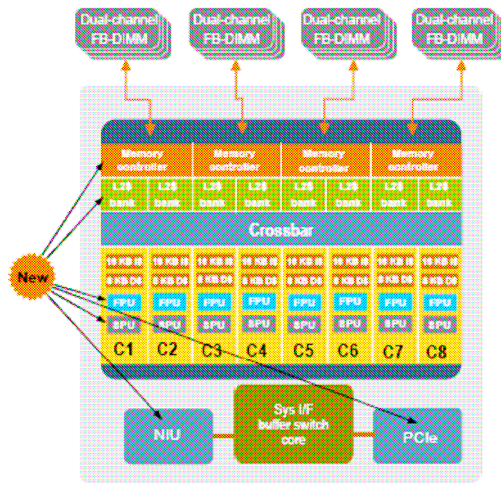 Dual-channel Dual-channel Dual-channel Dual-channel
FB-DIMM FB-DIMM FB-DIMM FB-DIMM
Memory Memory Memory Memory
controller controller controller controller
L2$ L2$ L2$ L2$ L2$ L2$ L2$ L2$
bank bank bank bank bank bank bank bank
Crossbar
New
16 KB I$ 16 KB I$ 16 KB I$ 16 KB I$ 16 KB I$ 16 KB I$ 16 KB I$ 16 KB I$
8 KB D$ 8 KB D$ 8 KB D$ 8 KB D$ 8 KB D$ 8 KB D$ 8 KB D$ 8 KB D$
FPU FPU FPU FPU FPU FPU FPU FPU
SPU SPU SPU SPU SPU SPU SPU SPU
C1 C2 C3 C4 C5 C6 C7 C8
Sys I/F
buffer switch
core
NIU PCIe